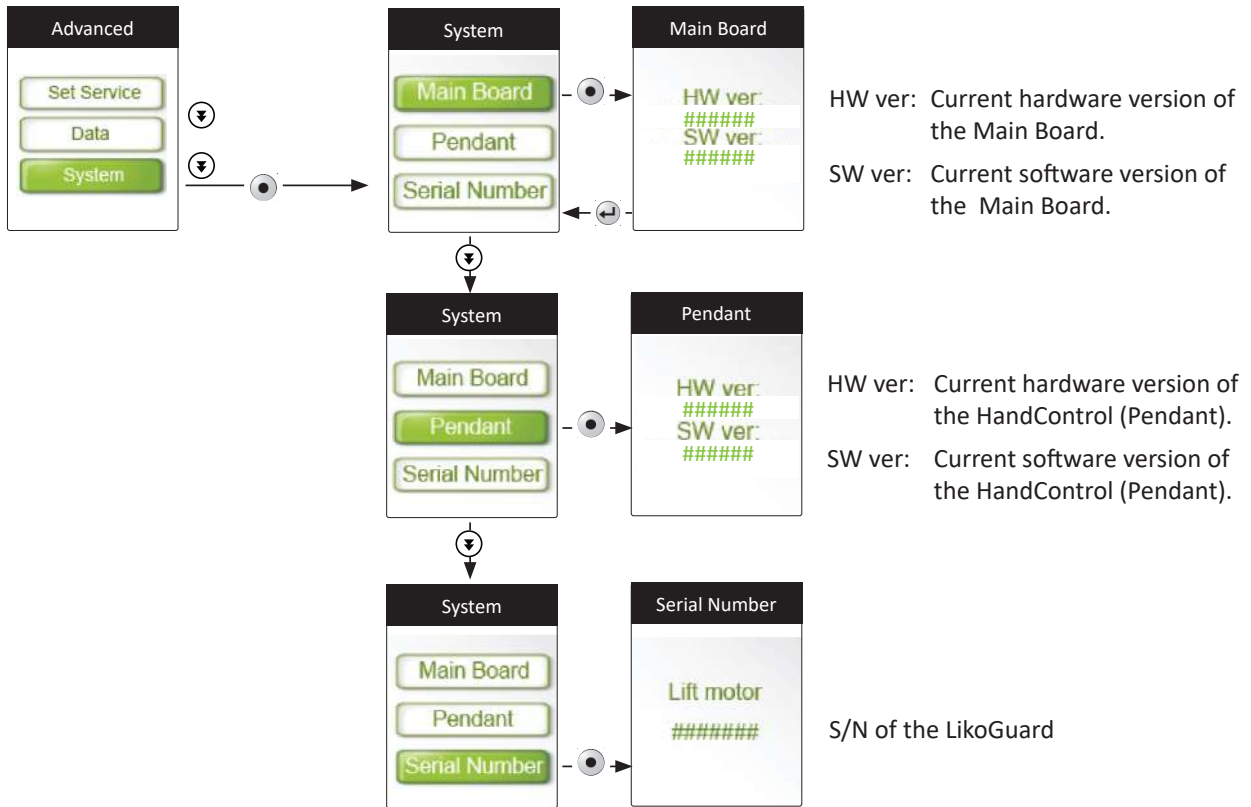 Advanced
Set Service
Data
System
System
Main Board
Pendant
Serial Number
Main Board
HW ver:
######
SW ver:
######
HW ver: Current hardware version of
the Main Board.
SW ver: Current software version of
the Main Board.
System
Main Board
Pendant
Serial Number
Pendant
HW ver:
######
SW ver:
######
HW ver: Current hardware version of
the HandControl (Pendant).
SW ver: Current software version of
the HandControl (Pendant).
System
Main Board
Pendant
Serial Number
Serial Number
Lift motor
#######
S/N of the LikoGuard